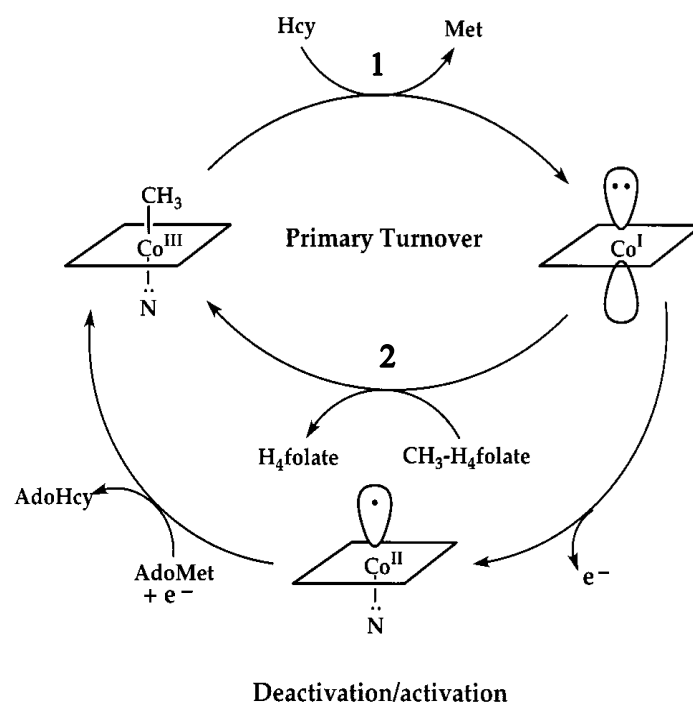 Hcy
Met
1
CH₃
Coᴵᴵᴵ
N
Primary Turnover
Coᴵ
2
H₄folate
CH₃-H₄folate
AdoHcy
AdoMet
+ e⁻
Coᴵᴵ
N
e⁻
Deactivation/activation